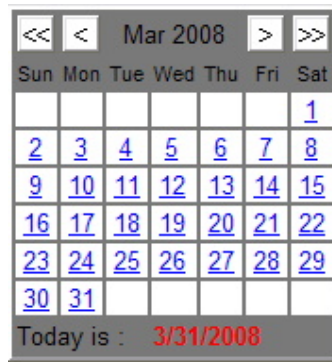 << < Mar 2008 > >>
Sun Mon Tue Wed Thu Fri Sat
1
2 3 4 5 6 7 8
9 10 11 12 13 14 15
16 17 18 19 20 21 22
23 24 25 26 27 28 29
30 31
Today is : 3/31/2008